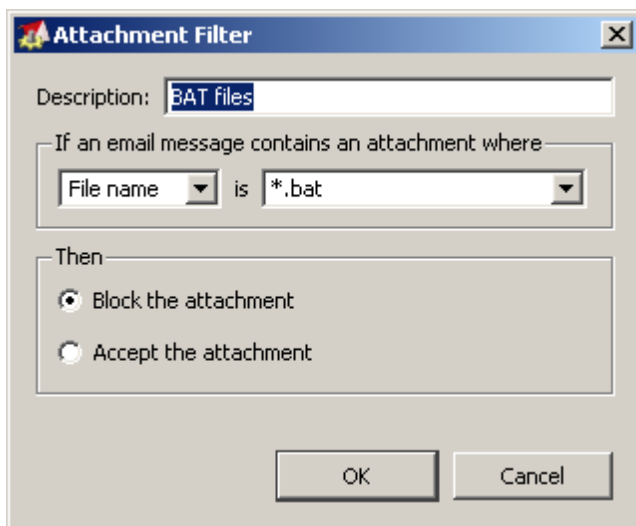 Attachment Filter
Description: BAT files
If an email message contains an attachment where
File name is *.bat
Then
Block the attachment
Accept the attachment
OK Cancel